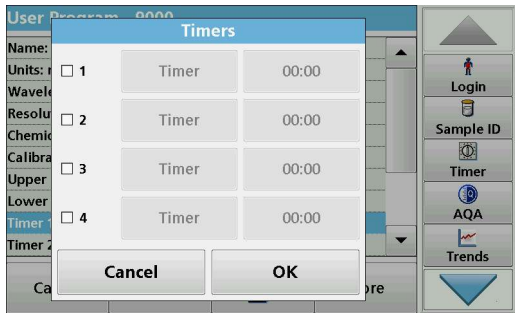 User Program 9000
Timers
Name:
Units:
Wavele
Resolu
Chemic
Calibra
Upper
Lower
Timer 1
Timer 2
1 Timer 00:00
2 Timer 00:00
3 Timer 00:00
4 Timer 00:00
Cancel OK
Ca
ore
Login
Sample ID
Timer
AQA
Trends